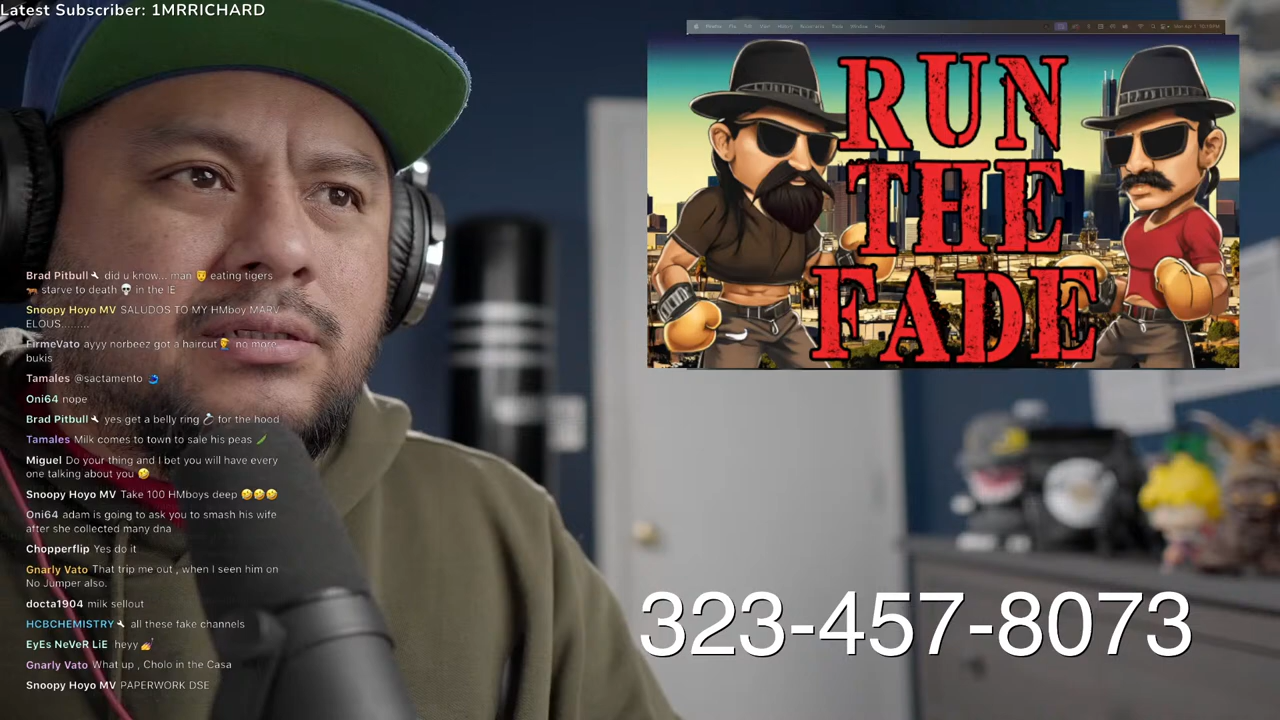 Latest Subscriber: 1MRRICHARD
RUN
THE
FADE
Brad Pitbull did u know... man eating tigers
starve to death in the IE
Snoopy Hoyo MV SALUDOS TO MY HMboy MARV
ELOUS.........
FirmeVato ayyy norbeez got a haircut no more
bukis
Tamales @sactamento
Oni64 nope
Brad Pitbull yes get a belly ring for the hood
Tamales Milk comes to town to sale his peas
Miguel Do your thing and I bet you will have every
one talking about you
Snoopy Hoyo MV Take 100 HMboys deep
Oni64 adam is going to ask you to smash his wife
after she collected many dna
Chopperflip Yes do it
Gnarly Vato That trip me out , when I seen him on
No Jumper also.
docta1904 milk sellout
HCBCHEMISTRY all these fake channels
EyEs NeVeR LiE heyy
Gnarly Vato What up , Cholo in the Casa
Snoopy Hoyo MV PAPERWORK DSE
323-457-8073